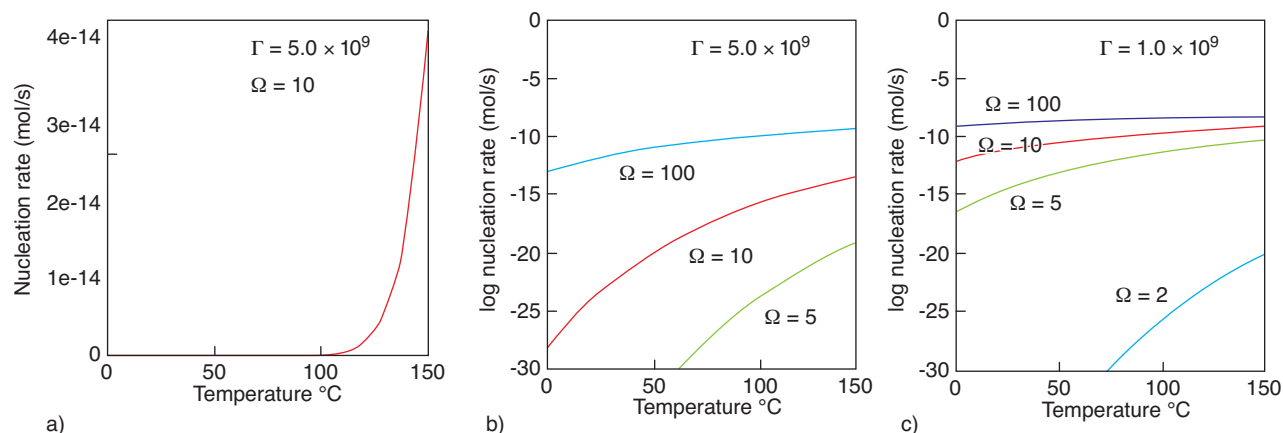 Nucleation rate (mol/s)
4e-14
3e-14
2e-14
1e-14
0
Γ = 5.0 × 10⁹
Ω = 10
0 50 100 150
Temperature °C
a)
log nucleation rate (mol/s)
0
-5
-10
-15
-20
-25
-30
Γ = 5.0 × 10⁹
Ω = 100
Ω = 10
Ω = 5
0 50 100 150
Temperature °C
b)
log nucleation rate (mol/s)
0
-5
-10
-15
-20
-25
-30
Γ = 1.0 × 10⁹
Ω = 100
Ω = 10
Ω = 5
Ω = 2
0 50 100 150
Temperature °C
c)